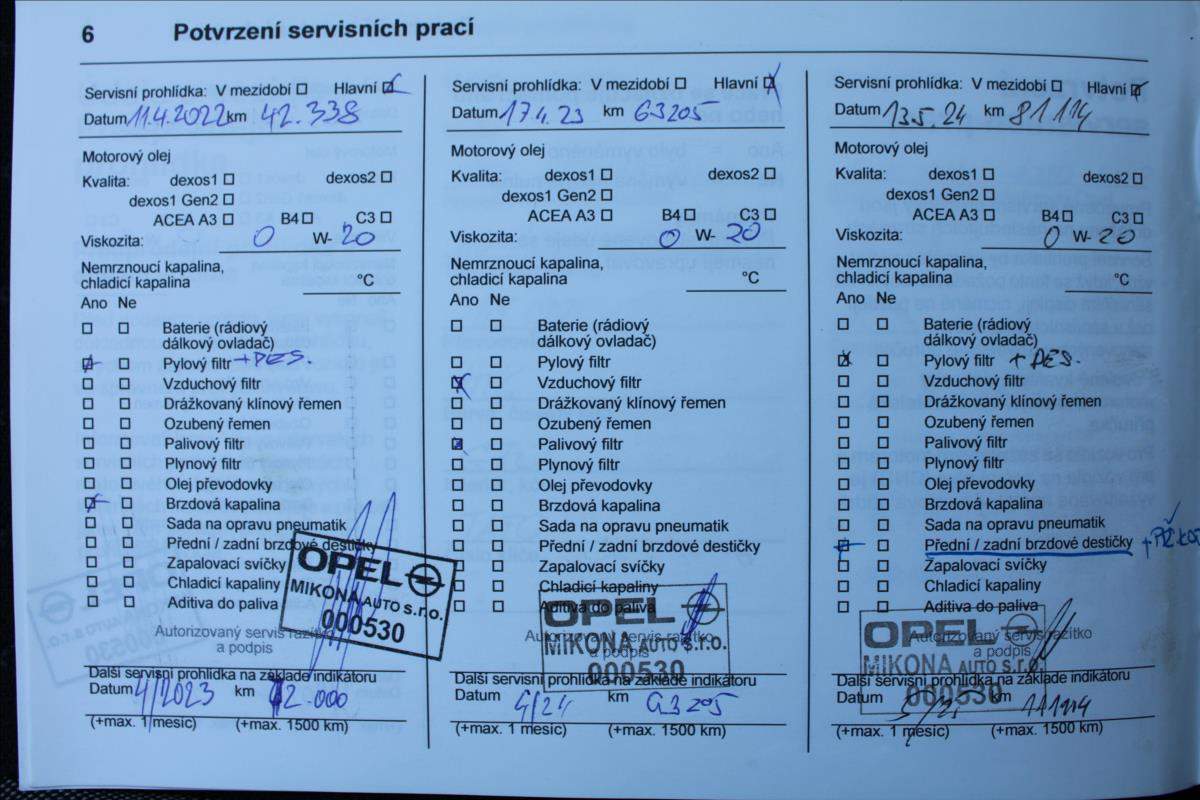 6 Potvrzení servisních prací
Servisní prohlídka: V mezidobí Hlavní
Datum 11.4.2022 km 42.338
Motorový olej
Kvalita: dexos1 dexos2
dexos1 Gen2
ACEA A3 B4 C3
Viskozita: 0 W- 20
Nemrznoucí kapalina,
chladicí kapalina °C
Ano Ne
Baterie (rádiový
dálkový ovladač)
Pylový filtr + DES.
Vzduchový filtr
Drážkovaný klínový řemen
Ozubený řemen
Palivový filtr
Plynový filtr
Olej převodovky
Brzdová kapalina
Sada na opravu pneumatik
Přední / zadní brzdové destičky
Zapalovací svíčky
Chladicí kapaliny
Aditiva do paliva
OPEL
MIKONA AUTO s.r.o.
000530
Autorizovaný servis razítko
a podpis
Další servisní prohlídka na základe indikátoru
Datum 4/2023 km 2.000
(+max. 1 mesíc) (+max. 1500 km)
Servisní prohlídka: V mezidobí Hlavní
Datum 17.4.23 km 63205
Motorový olej
Kvalita: dexos1 dexos2
dexos1 Gen2
ACEA A3 B4 C3
Viskozita: 0 W- 20
Nemrznoucí kapalina,
chladicí kapalina °C
Ano Ne
Baterie (rádiový
dálkový ovladač)
Pylový filtr
Vzduchový filtr
Drážkovaný klínový řemen
Ozubený řemen
Palivový filtr
Plynový filtr
Olej převodovky
Brzdová kapalina
Sada na opravu pneumatik
Přední / zadní brzdové destičky
Zapalovací svíčky
Chladicí kapaliny
Aditiva do paliva
OPEL
Autorizovaný servis razítko
MIKONA AUTO s.r.o.
a podpis
000530
Další servisní prohlídka na základe indikátoru
Datum 4/24 km 93205
(+max. 1 mesíc) (+max. 1500 km)
Servisní prohlídka: V mezidobí Hlavní
Datum 13.5.24 km 81114
Motorový olej
Kvalita: dexos1 dexos2
dexos1 Gen2
ACEA A3 B4 C3
Viskozita: 0 W- 20
Nemrznoucí kapalina,
chladicí kapalina °C
Ano Ne
Baterie (rádiový
dálkový ovladač)
Pylový filtr + DES.
Vzduchový filtr
Drážkovaný klínový řemen
Ozubený řemen
Palivový filtr
Plynový filtr
Olej převodovky
Brzdová kapalina
Sada na opravu pneumatik
Přední / zadní brzdové destičky
Zapalovací svíčky
Chladicí kapaliny
Aditiva do paliva
OPEL
Autorizovaný servis razítko
a podpis
MIKONA AUTO s.r.o.
Další servisní prohlídka na základe indikátoru
000530
Datum km 111114
(+max. 1 mesíc) (+max. 1500 km)